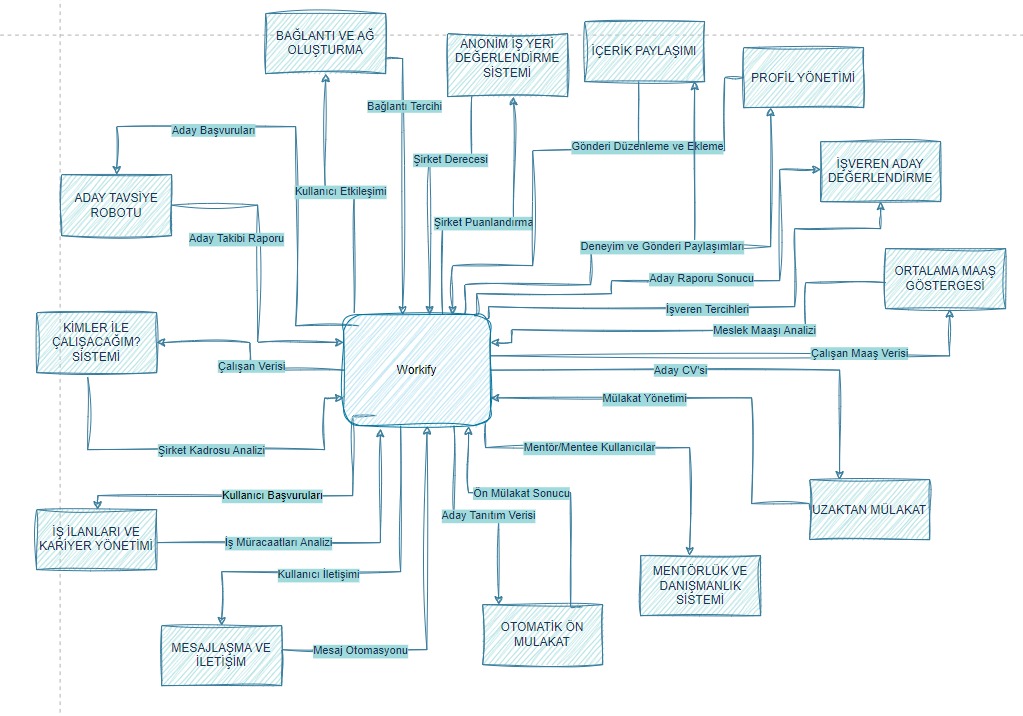 BAĞLANTI VE AĞ
OLUŞTURMA
ANONİM İŞ YERİ
DEĞERLENDİRME
SİSTEMİ
İÇERİK PAYLAŞIMI
PROFİL YÖNETİMİ
Bağlantı Tercihi
Aday Başvuruları
Gönderi Düzenleme ve Ekleme
Şirket Derecesi
İŞVEREN ADAY
DEĞERLENDİRME
Kullanıcı Etkileşimi
ADAY TAVSİYE
ROBOTU
Şirket Puanlandırma
Aday Takibi Raporu
Deneyim ve Gönderi Paylaşımları
Aday Raporu Sonucu
ORTALAMA MAAŞ
GÖSTERGESİ
İşveren Tercihleri
Meslek Maaşı Analizi
KİMLER İLE
ÇALIŞACAĞIM?
SİSTEMİ
Çalışan Maaş Verisi
Çalışan Verisi
Workify
Aday CV'si
Mülakat Yönetimi
Şirket Kadrosu Analizi
Mentör/Mentee Kullanıcılar
Kullanıcı Başvuruları
Ön Mülakat Sonucu
UZAKTAN MÜLAKAT
Aday Tanıtım Verisi
İŞ İLANLARI VE
KARİYER YÖNETİMİ
İş Müracaatları Analizi
Kullanıcı İletişimi
MENTÖRLÜK VE
DANIŞMANLIK
SİSTEMİ
OTOMATİK ÖN
MULAKAT
MESAJLAŞMA VE
İLETİŞİM
Mesaj Otomasyonu